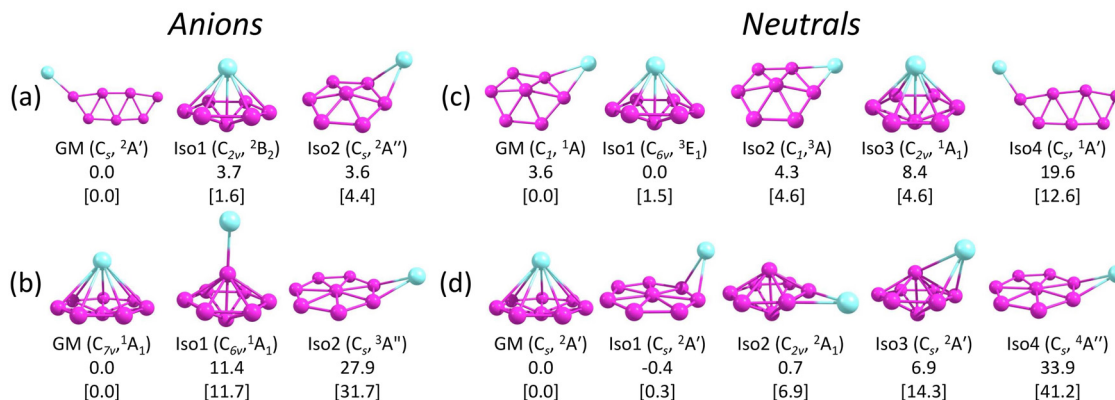 Anions Neutrals
(a) (c)
GM (Cs, ²A’) Iso1 (C2v, ²B₂) Iso2 (Cs, ²A’’) GM (C1, ¹A) Iso1 (C6v, ³E₁) Iso2 (C1,³A) Iso3 (C2v, ¹A₁) Iso4 (Cs, ¹A’)
0.0 3.7 3.6 3.6 0.0 4.3 8.4 19.6
[0.0] [1.6] [4.4] [0.0] [1.5] [4.6] [4.6] [12.6]
(b) (d)
GM (C7v,¹A₁) Iso1 (C6v,¹A₁) Iso2 (Cs, ³A") GM (Cs, ²A’) Iso1 (Cs, ²A’) Iso2 (C2v, ²A₁) Iso3 (Cs, ²A’) Iso4 (Cs, ⁴A’’)
0.0 11.4 27.9 0.0 -0.4 0.7 6.9 33.9
[0.0] [11.7] [31.7] [0.0] [0.3] [6.9] [14.3] [41.2]